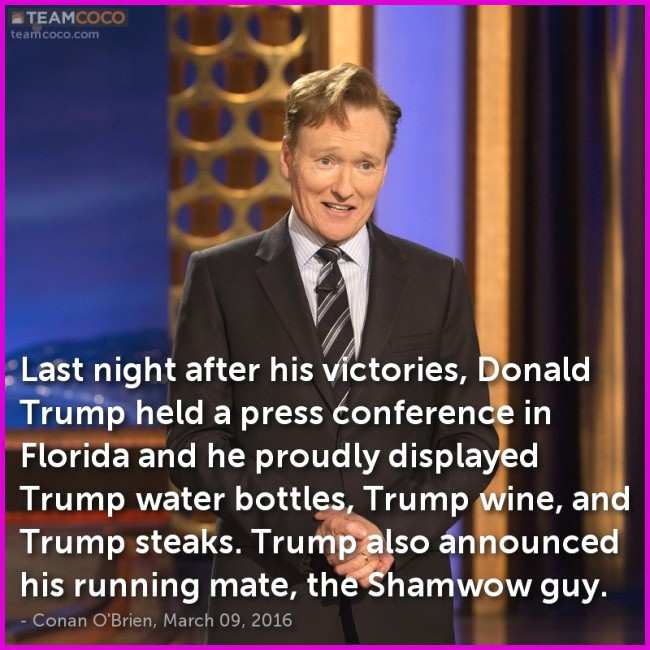 TEAMCOCO
teamcoco.com
Last night after his victories, Donald
Trump held a press conference in
Florida and he proudly displayed
Trump water bottles, Trump wine, and
Trump steaks. Trump also announced
his running mate, the Shamwow guy.
- Conan O'Brien, March 09, 2016